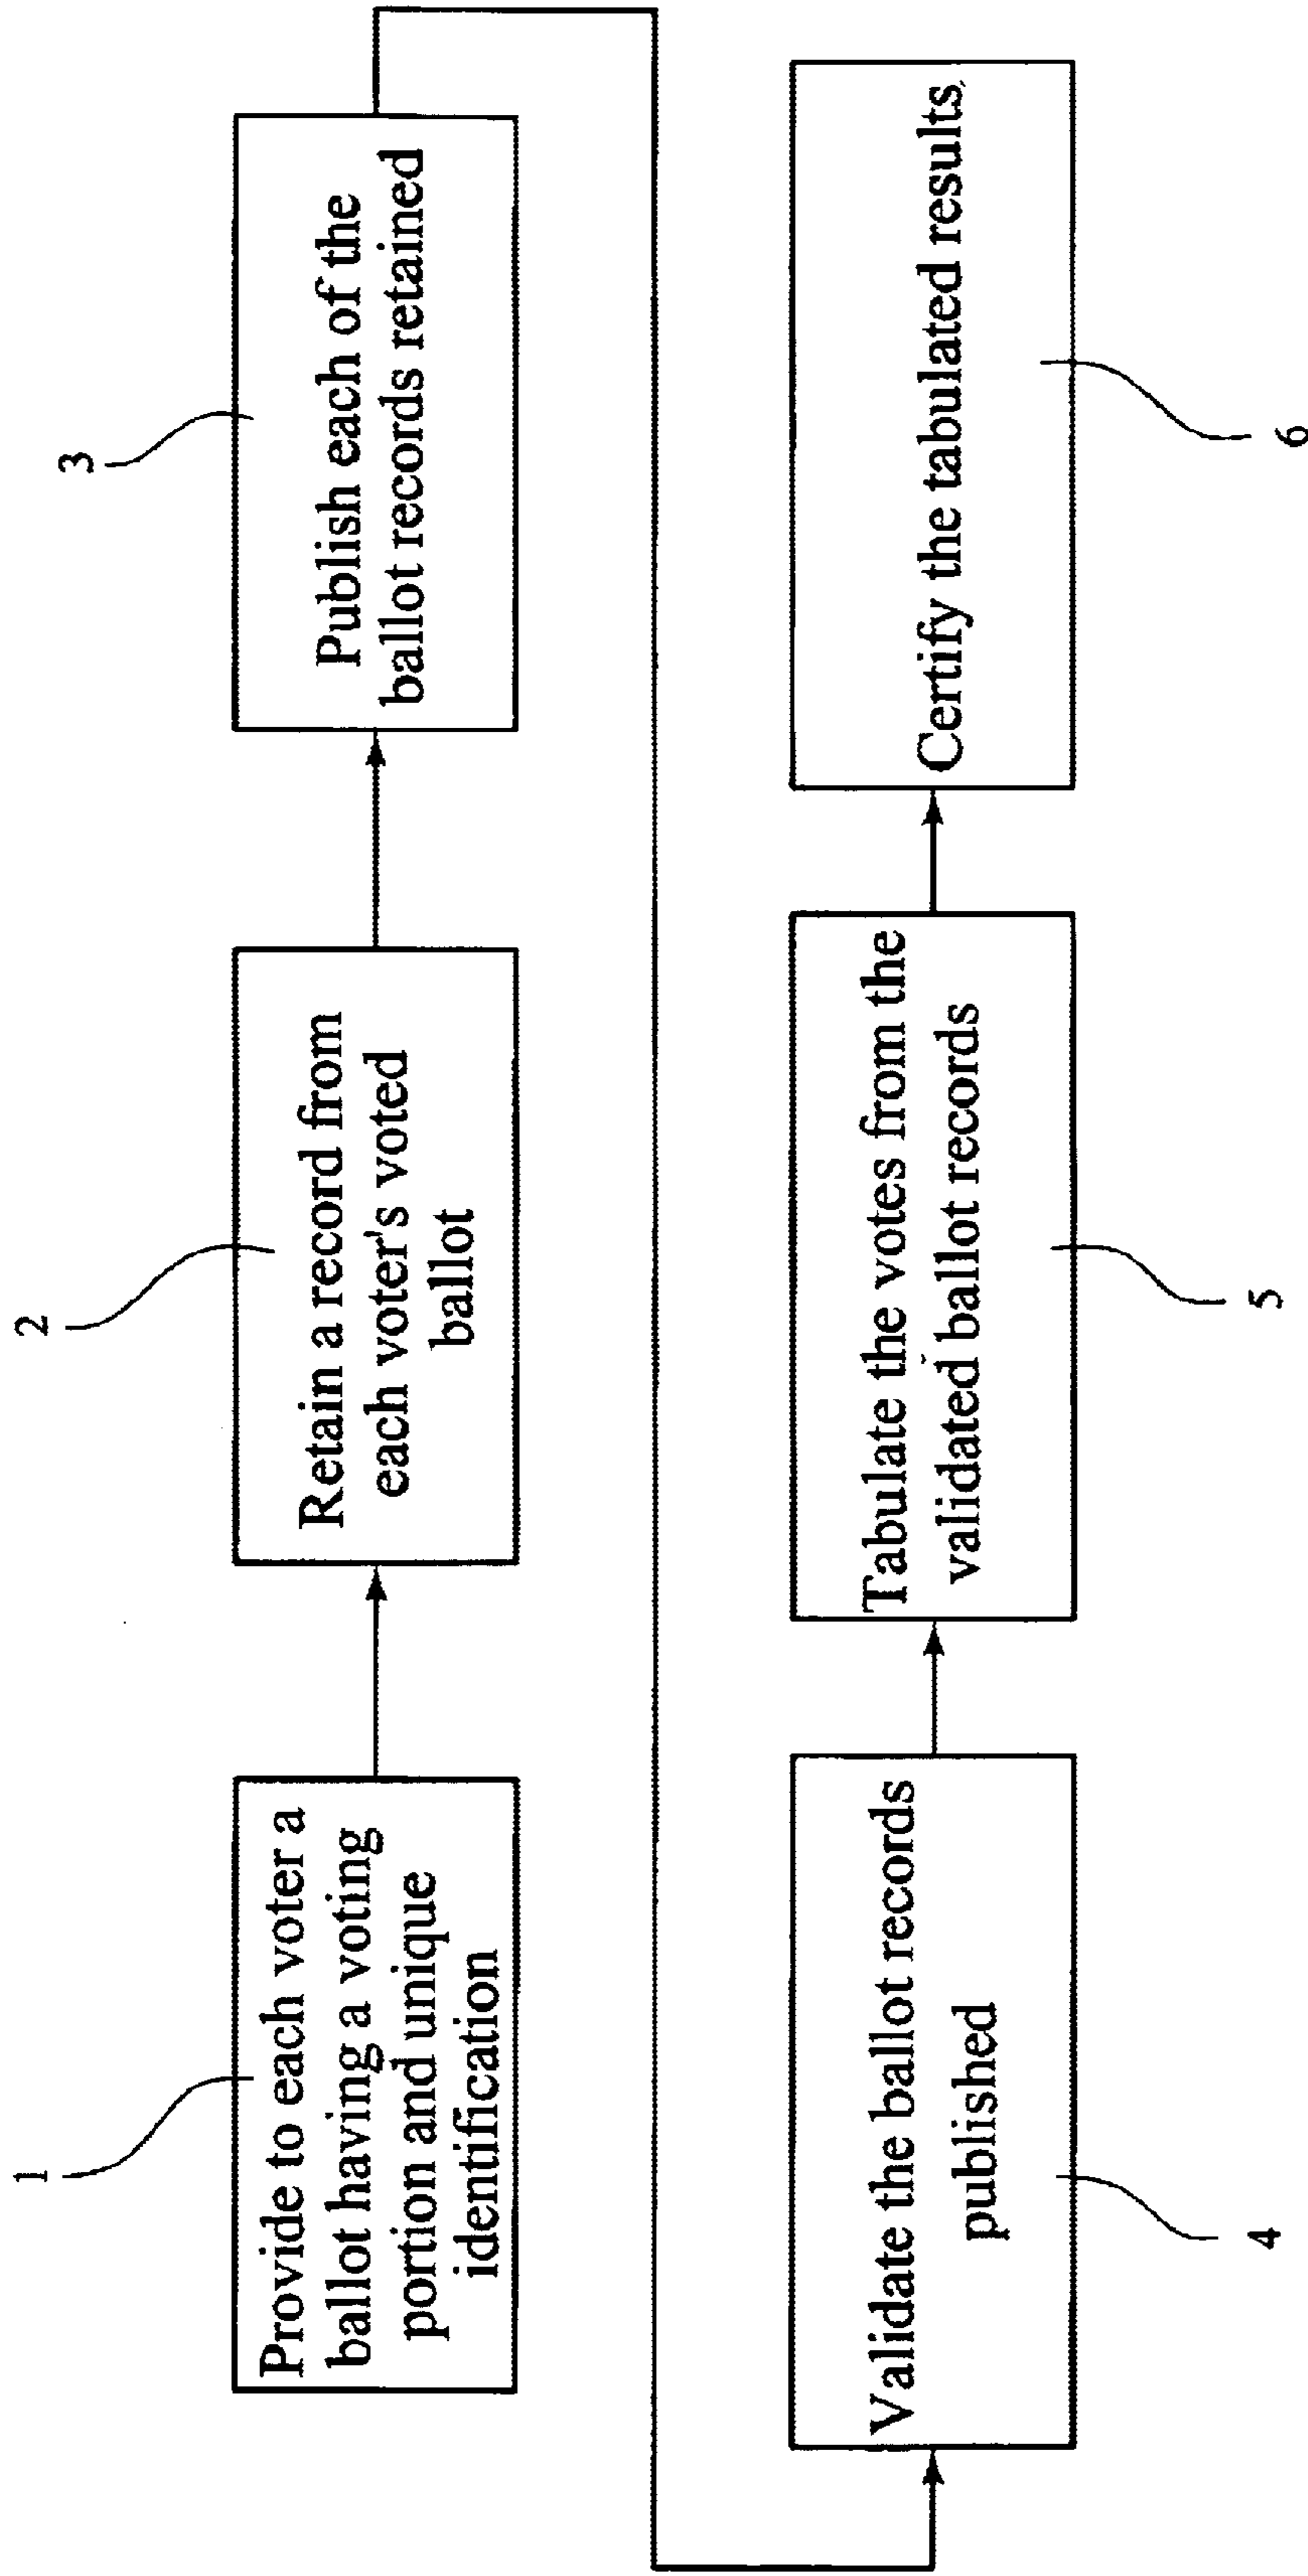 1
Provide to each voter a
ballot having a voting
portion and unique
identification
2
Retain a record from
each voter's voted
ballot
3
Publish each of the
ballot records retained
Validate the ballot records
published
4
Tabulate the votes from the
validated ballot records
5
Certify the tabulated results
6